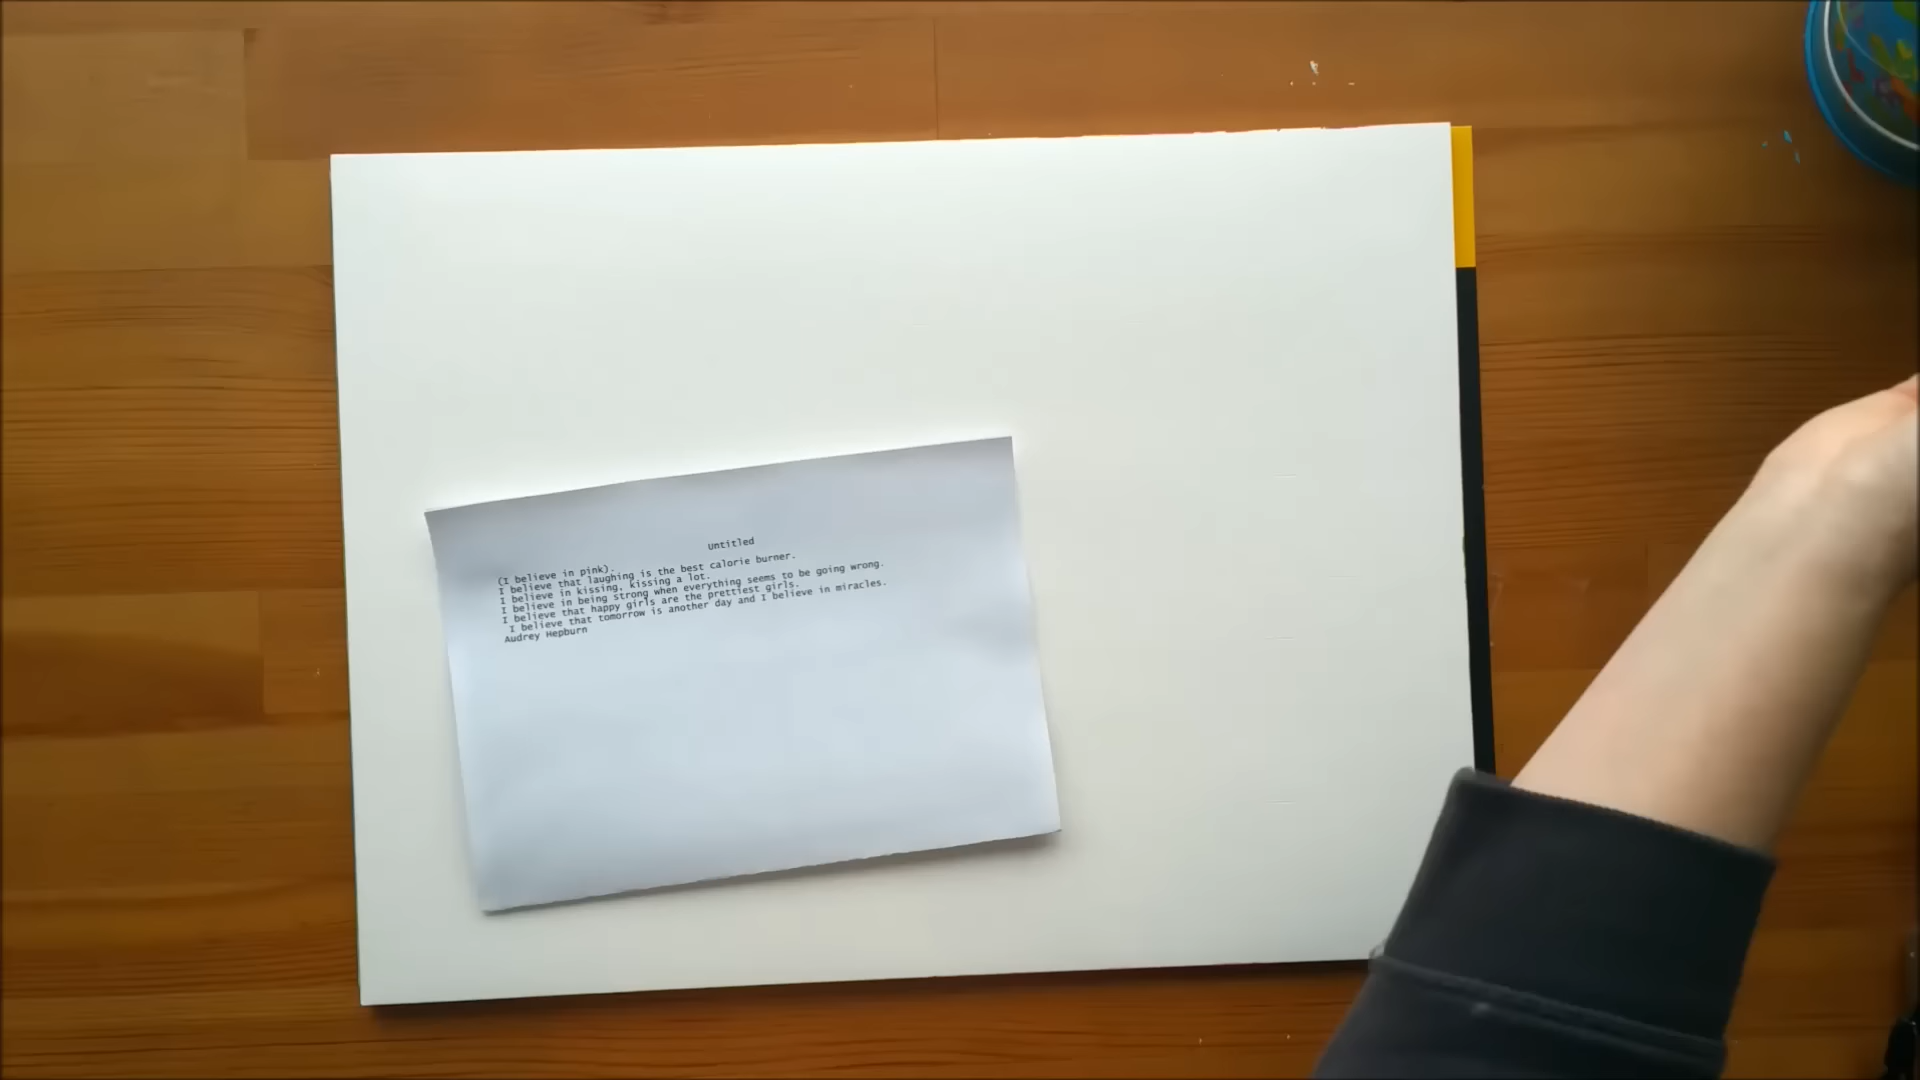 Untitled
(I believe in pink).
I believe that laughing is the best calorie burner.
I believe in kissing, kissing a lot.
I believe in being strong when everything seems to be going wrong.
I believe that happy girls are the prettiest girls.
I believe that tomorrow is another day and I believe in miracles.
Audrey Hepburn